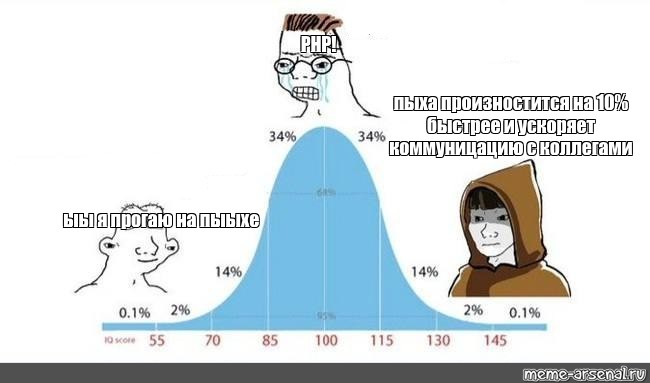 PHP!
пыха произностится на 10%
быстрее и ускоряет
коммуницацию с коллегами
34%
34%
68%
ыы я прогаю на пыыхе
14%
14%
0.1%
2%
95%
2%
0.1%
IQ score 55 70 85 100 115 130 145
meme-arsenal.ru